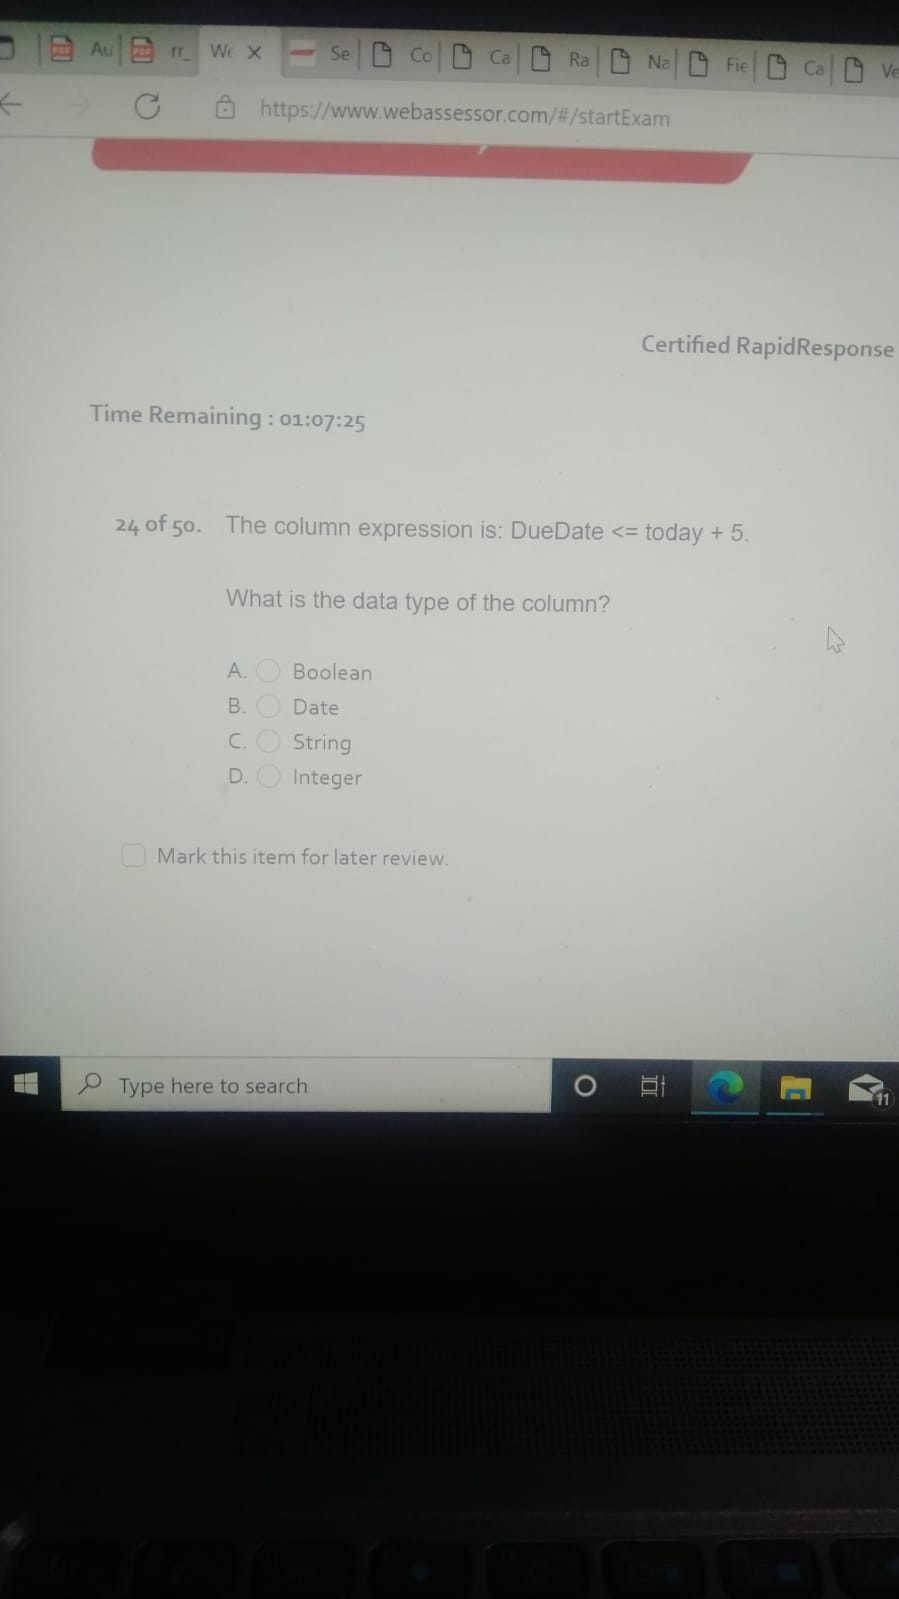 Au rr_ We Se Co Ca Ra Na Fie Ca Ve
https://www.webassessor.com/#/startExam
Certified RapidResponse
Time Remaining : 01:07:25
24 of 50. The column expression is: DueDate <= today + 5.
What is the data type of the column?
A. Boolean
B. Date
C. String
D. Integer
Mark this item for later review.
Type here to search
11